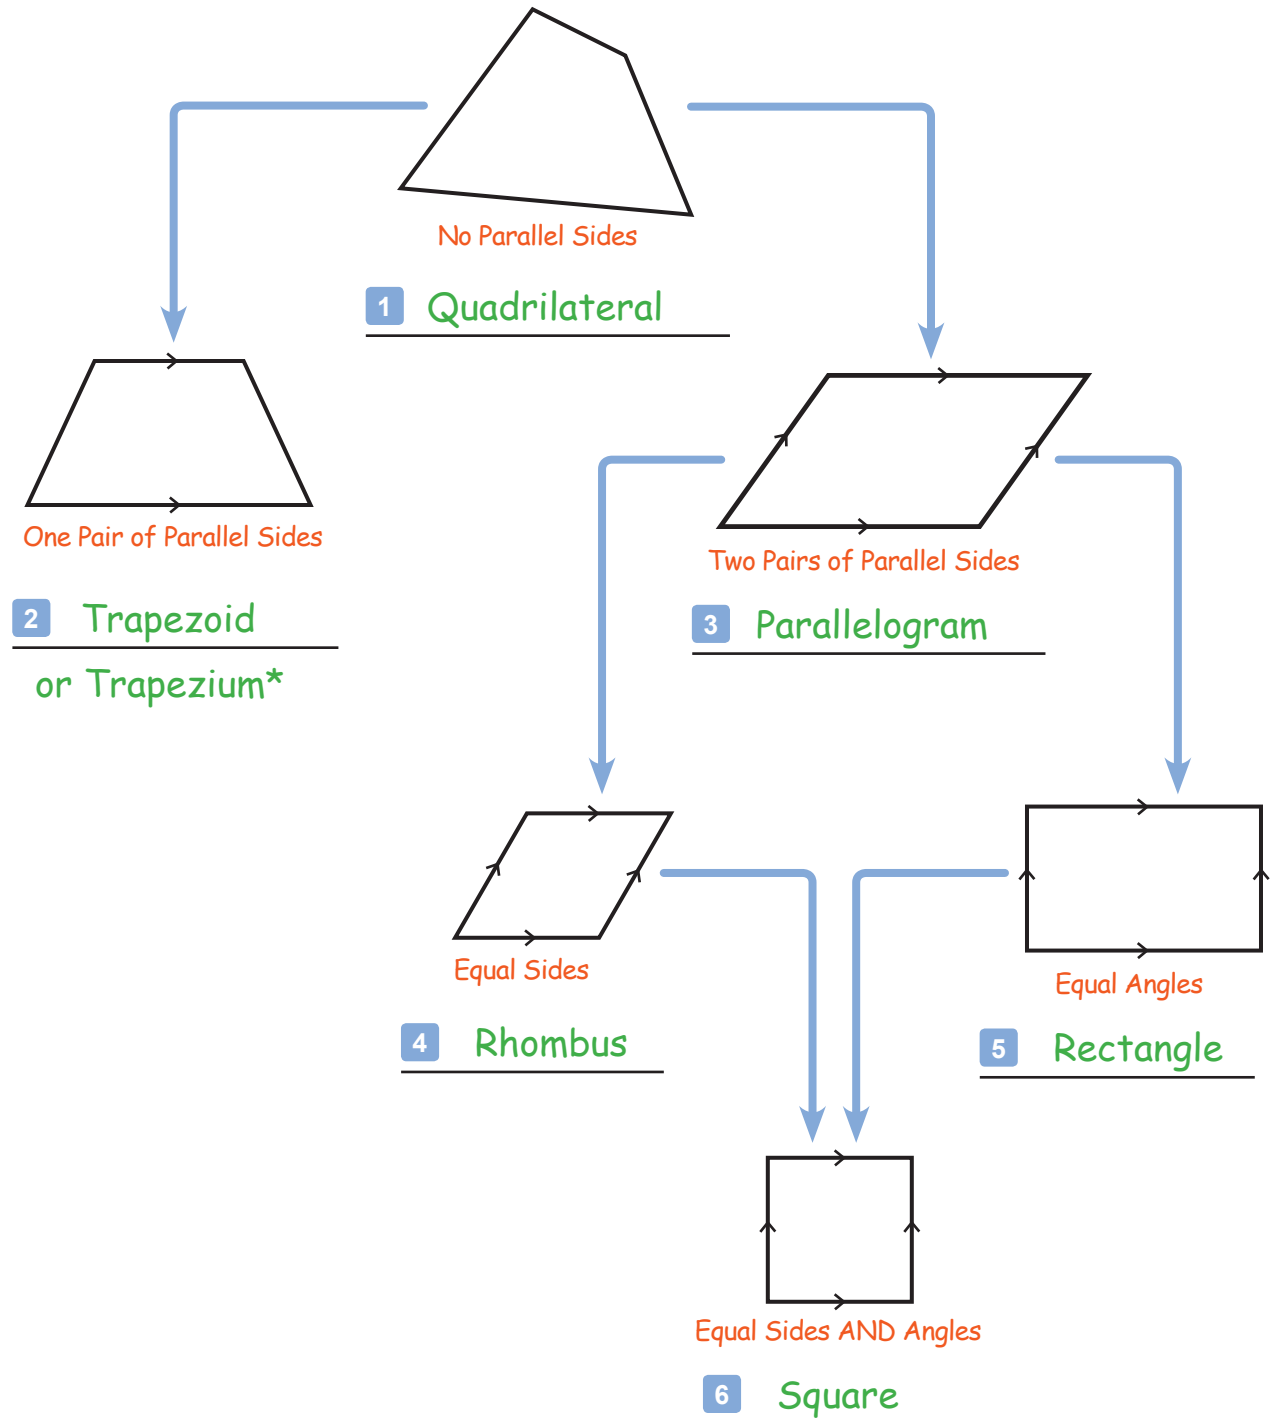 No Parallel Sides
1 Quadrilateral
One Pair of Parallel Sides
2 Trapezoid
or Trapezium*
Two Pairs of Parallel Sides
3 Parallelogram
Equal Sides
4 Rhombus
Equal Angles
5 Rectangle
Equal Sides AND Angles
6 Square